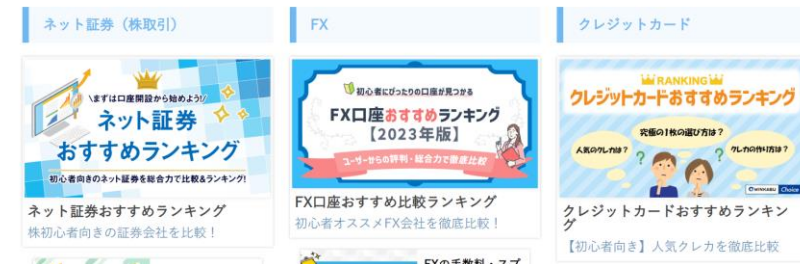 ネット証券（株取引）
FX
クレジットカード
まずは口座開設から始めよう!
ネット証券
おすすめランキング
初心者向きのネット証券を総合力で比較&ランキング!
ネット証券おすすめランキング
株初心者向きの証券会社を比較！
初心者にぴったりの口座が見つかる
FX口座おすすめランキング
【2023年版】
ユーザーからの評判・総合力で徹底比較
FX口座おすすめ比較ランキング
初心者オススメFX会社を徹底比較！
FXの手数料・スプ
RANKING
クレジットカードおすすめランキング
究極の1枚の選び方は？
人気のクレカは？
クレカの作り方は？
MINKABU Choice
クレジットカードおすすめランキン
グ
【初心者向き】人気クレカを徹底比較